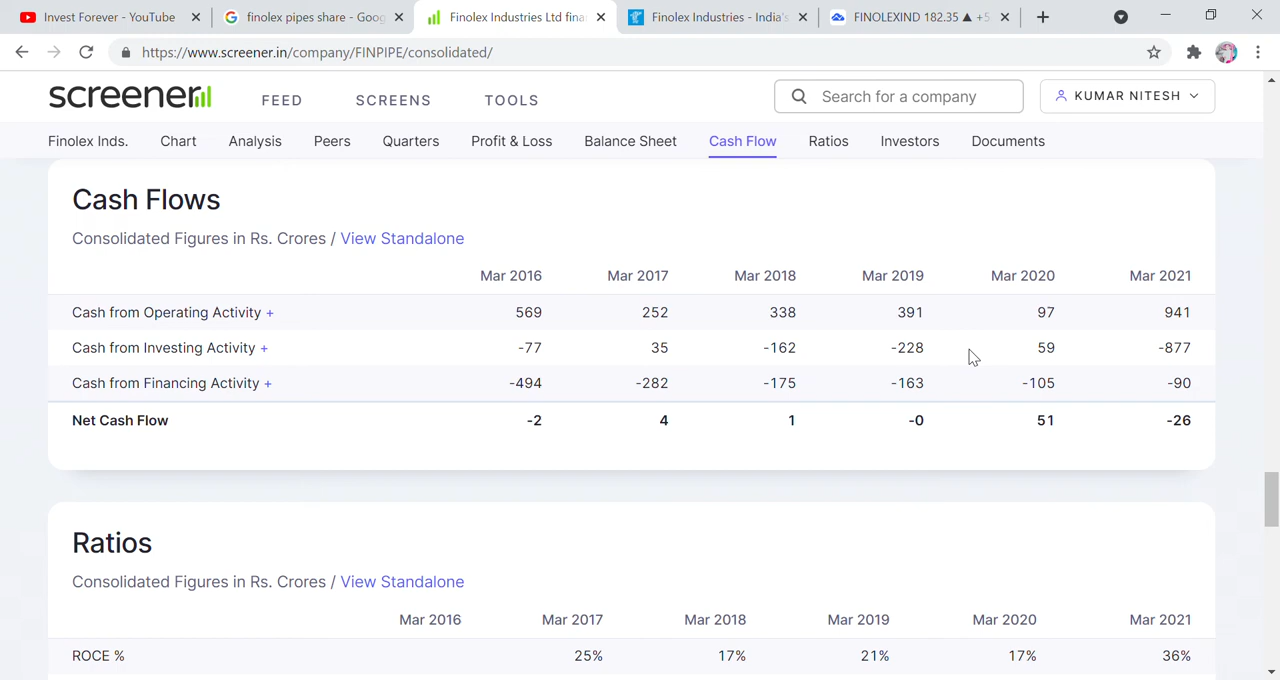 Invest Forever - YouTube
finolex pipes share - Goog
Finolex Industries Ltd fina
Finolex Industries - India's
FINOLEXIND 182.35 ▲ +5
https://www.screener.in/company/FINPIPE/consolidated/
screener
FEED
SCREENS
TOOLS
Search for a company
KUMAR NITESH
Finolex Inds. Chart Analysis Peers Quarters Profit & Loss Balance Sheet Cash Flow Ratios Investors Documents
Cash Flows
Consolidated Figures in Rs. Crores / View Standalone
Mar 2016 Mar 2017 Mar 2018 Mar 2019 Mar 2020 Mar 2021
Cash from Operating Activity + 569 252 338 391 97 941
Cash from Investing Activity + -77 35 -162 -228 59 -877
Cash from Financing Activity + -494 -282 -175 -163 -105 -90
Net Cash Flow -2 4 1 -0 51 -26
Ratios
Consolidated Figures in Rs. Crores / View Standalone
Mar 2016 Mar 2017 Mar 2018 Mar 2019 Mar 2020 Mar 2021
ROCE % 25% 17% 21% 17% 36%